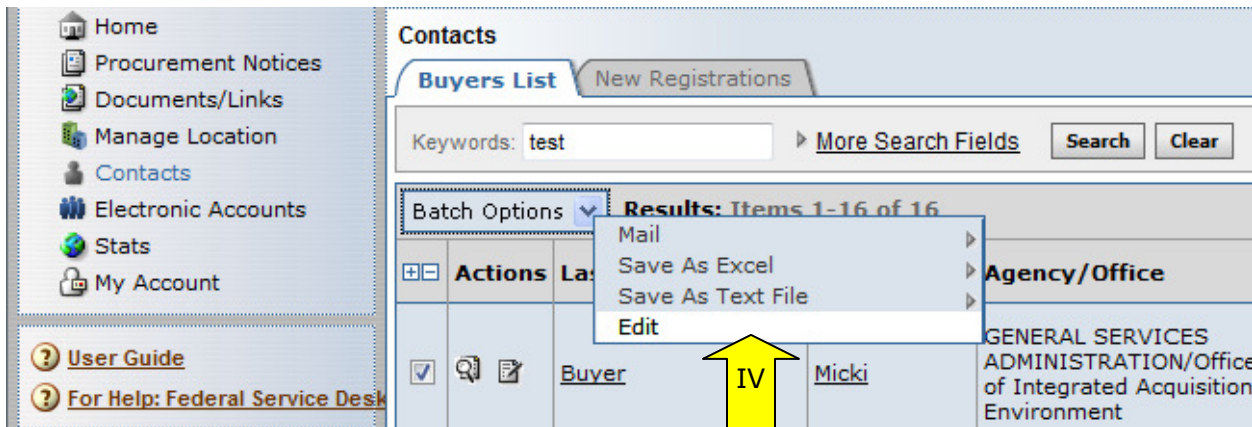 Home
Procurement Notices
Documents/Links
Manage Location
Contacts
Electronic Accounts
Stats
My Account
User Guide
For Help: Federal Service Desk
Contacts
Buyers List New Registrations
Keywords: test More Search Fields Search Clear
Batch Options Results: Items 1-16 of 16
Mail
Save As Excel
Save As Text File
Edit
Actions Agency/Office
Buyer Micki
GENERAL SERVICES
ADMINISTRATION/Office
of Integrated Acquisition
Environment
IV